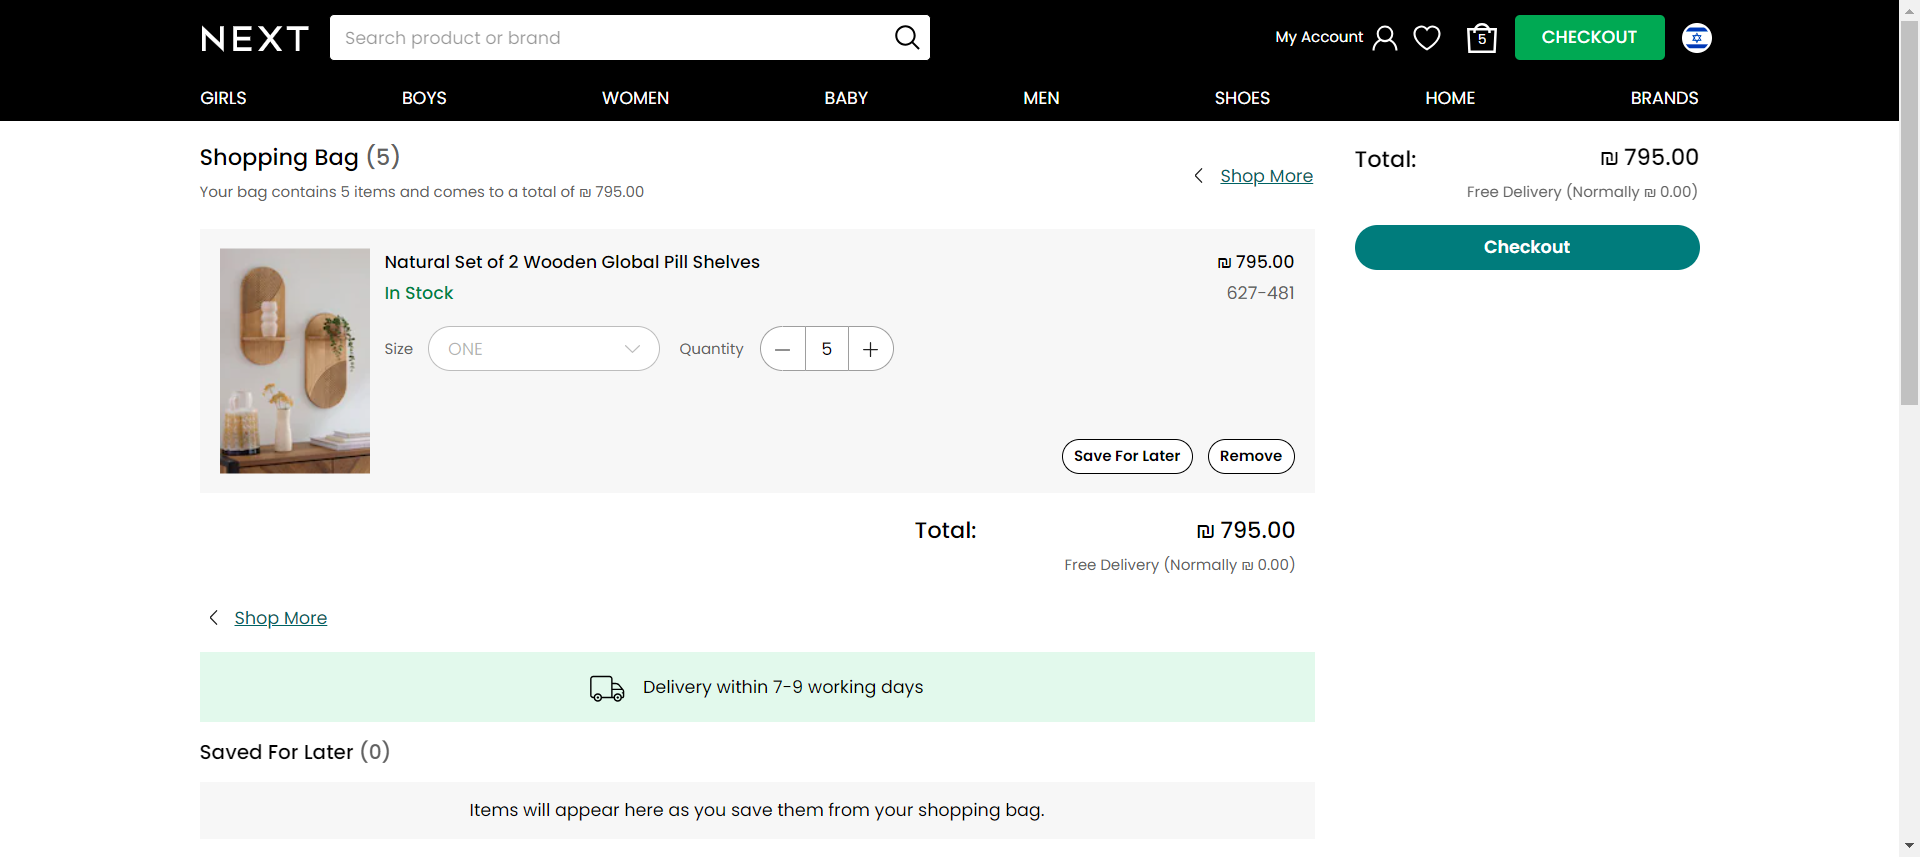 NEXT
Search product or brand
My Account
5
CHECKOUT
GIRLS
BOYS
WOMEN
BABY
MEN
SHOES
HOME
BRANDS
Shopping Bag (5)
Your bag contains 5 items and comes to a total of ₪ 795.00
Shop More
Total:
₪ 795.00
Free Delivery (Normally ₪ 0.00)
Checkout
Natural Set of 2 Wooden Global Pill Shelves
₪ 795.00
In Stock
627-481
Size
ONE
Quantity
5
Save For Later
Remove
Total:
₪ 795.00
Free Delivery (Normally ₪ 0.00)
Shop More
Delivery within 7-9 working days
Saved For Later (0)
Items will appear here as you save them from your shopping bag.